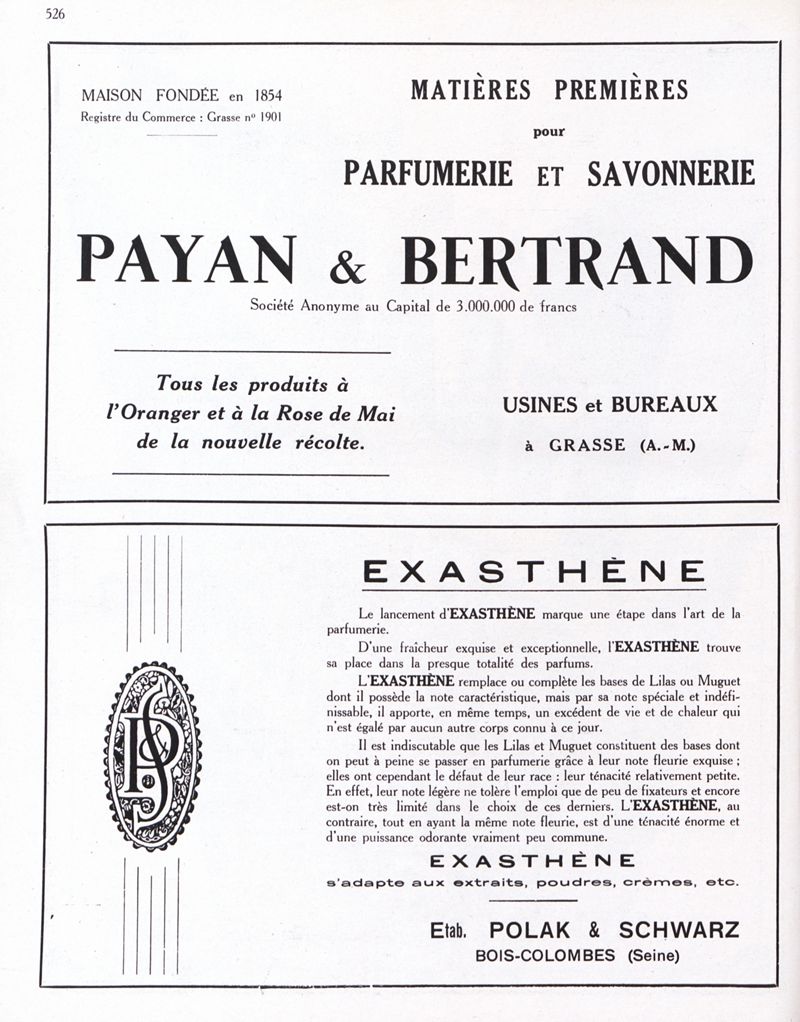 526
MAISON FONDÉE en 1854
Registre du Commerce : Grasse nº 1901
MATIÈRES PREMIÈRES
pour
PARFUMERIE ET SAVONNERIE
PAYAN & BERTRAND
Société Anonyme au Capital de 3.000.000 de francs
Tous les produits à
l'Oranger et à la Rose de Mai
de la nouvelle récolte.
USINES et BUREAUX
à GRASSE (A.-M.)
EXASTHÈNE
Le lancement d'EXASTHÈNE marque une étape dans l'art de la
parfumerie.
D'une fraîcheur exquise et exceptionnelle, l'EXASTHÈNE trouve
sa place dans la presque totalité des parfums.
L'EXASTHÈNE remplace ou complète les bases de Lilas ou Muguet
dont il possède la note caractéristique, mais par sa note spéciale et indéfi-
nissable, il apporte, en même temps, un excédent de vie et de chaleur qui
n'est égalé par aucun autre corps connu à ce jour.
Il est indiscutable que les Lilas et Muguet constituent des bases dont
on peut à peine se passer en parfumerie grâce à leur note fleurie exquise ;
elles ont cependant le défaut de leur race : leur ténacité relativement petite.
En effet, leur note légère ne tolère l'emploi que de peu de fixateurs et encore
est-on très limité dans le choix de ces derniers. L'EXASTHÈNE, au
contraire, tout en ayant la même note fleurie, est d'une ténacité énorme et
d'une puissance odorante vraiment peu commune.
EXASTHÈNE
s'adapte aux extraits, poudres, crèmes, etc.
P & S
Etab. POLAK & SCHWARZ
BOIS-COLOMBES (Seine)